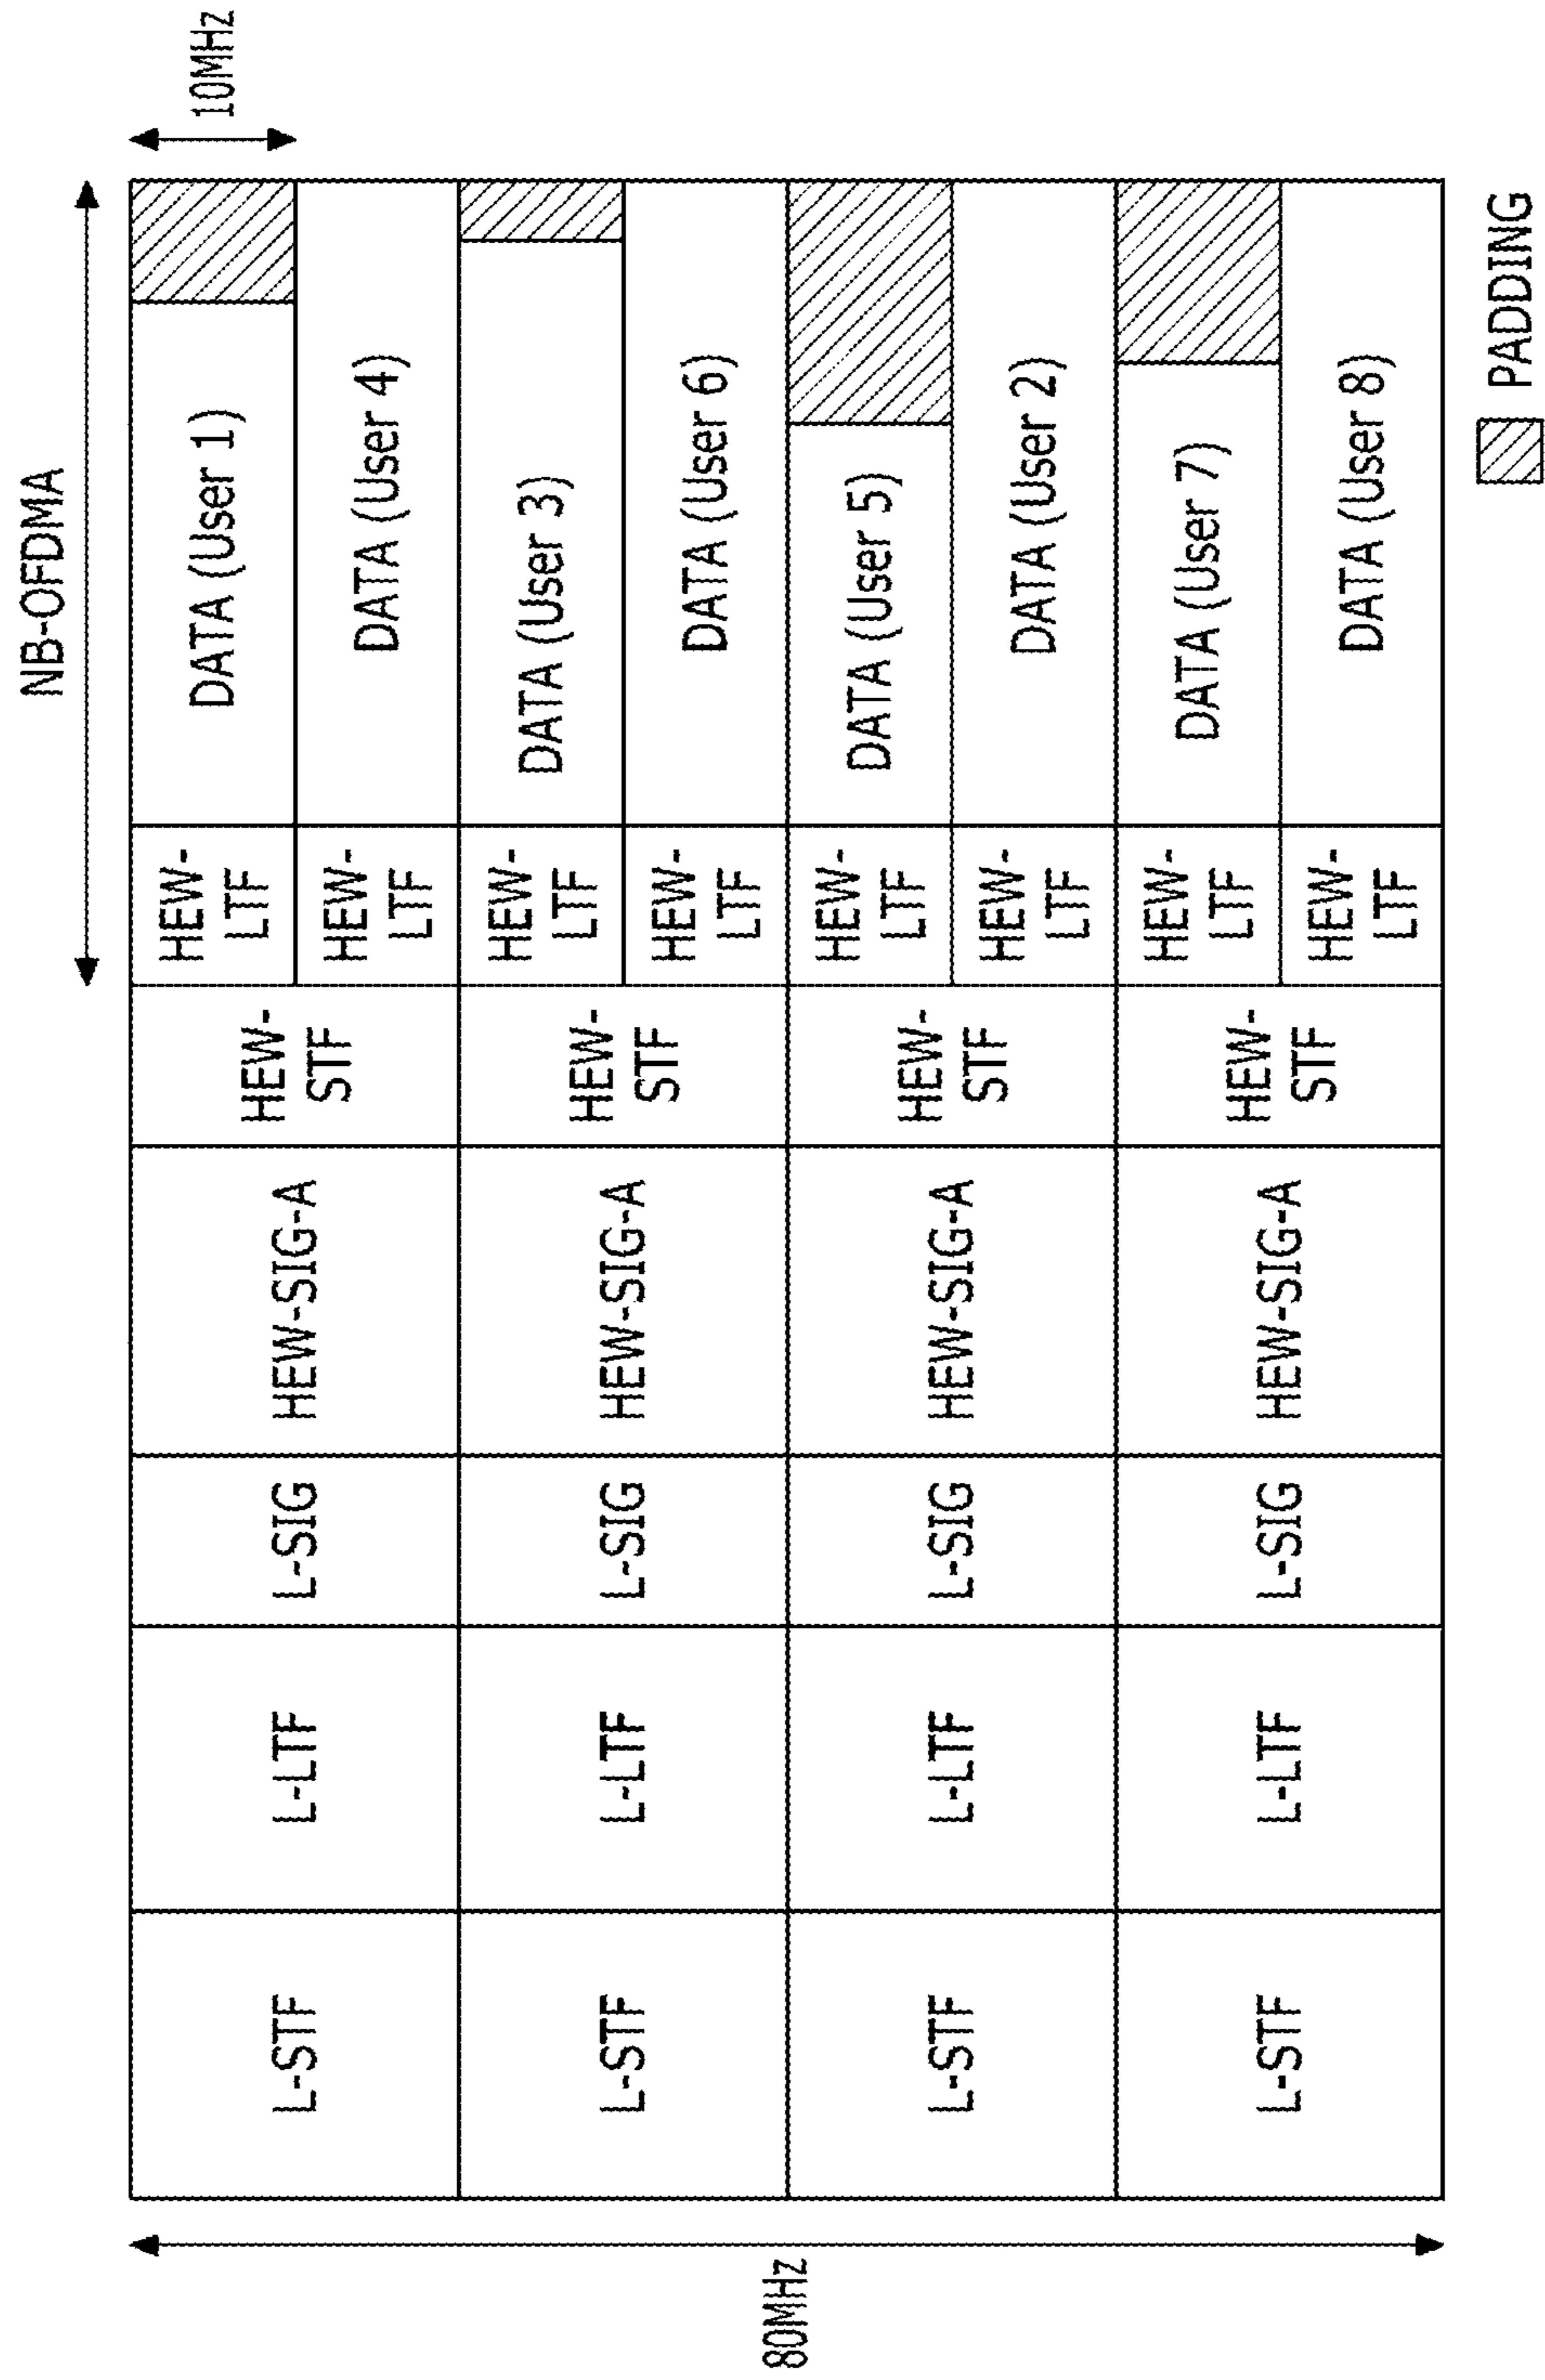 NB-OFDMA
10MHz
80MHz
L-STF
L-LTF
L-SIG
HEW-SIG-A
HEW-
STF
HEW-
LTF
DATA (User 1)
HEW-
LTF
DATA (User 4)
L-STF
L-LTF
L-SIG
HEW-SIG-A
HEW-
STF
HEW-
LTF
DATA (User 3)
HEW-
LTF
DATA (User 6)
L-STF
L-LTF
L-SIG
HEW-SIG-A
HEW-
STF
HEW-
LTF
DATA (User 5)
HEW-
LTF
DATA (User 2)
L-STF
L-LTF
L-SIG
HEW-SIG-A
HEW-
STF
HEW-
LTF
DATA (User 7)
HEW-
LTF
DATA (User 8)
PADDING